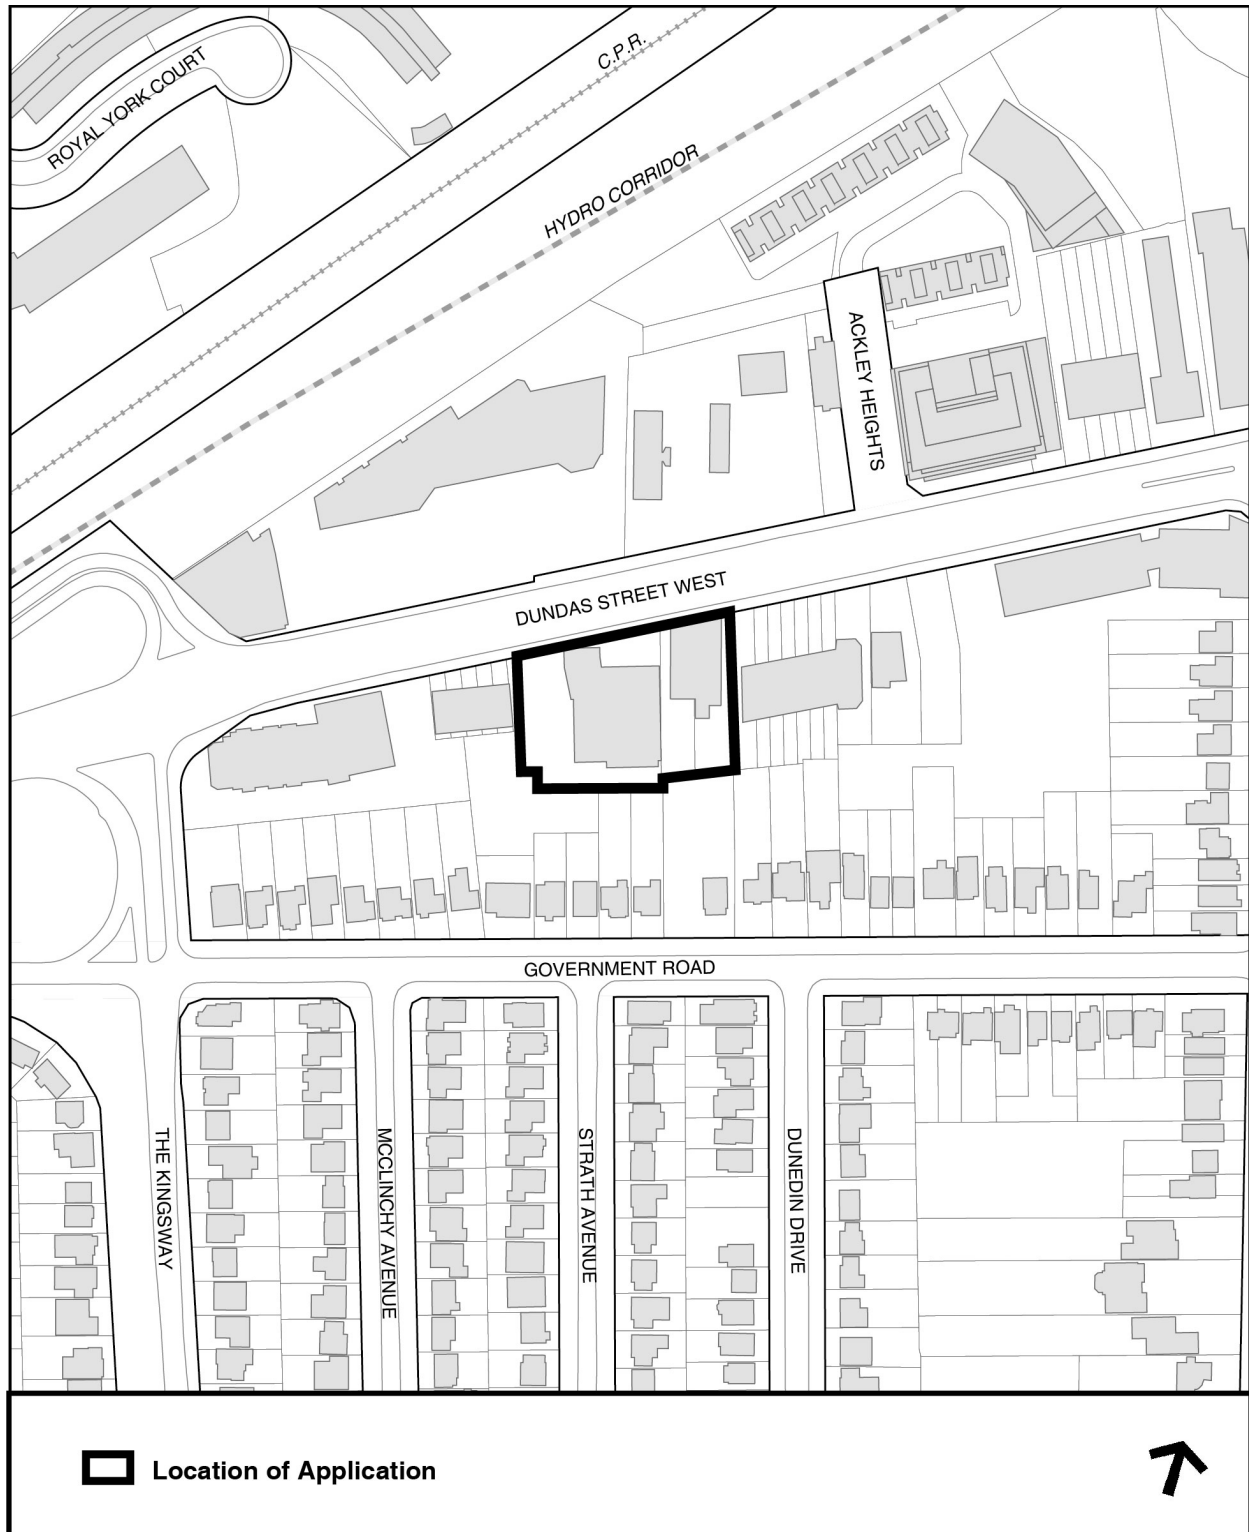 ROYAL YORK COURT
C.P.R.
HYDRO CORRIDOR
ACKLEY HEIGHTS
DUNDAS STREET WEST
GOVERNMENT ROAD
THE KINGSWAY
MCCLINCHY AVENUE
STRATH AVENUE
DUNEDIN DRIVE
Location of Application